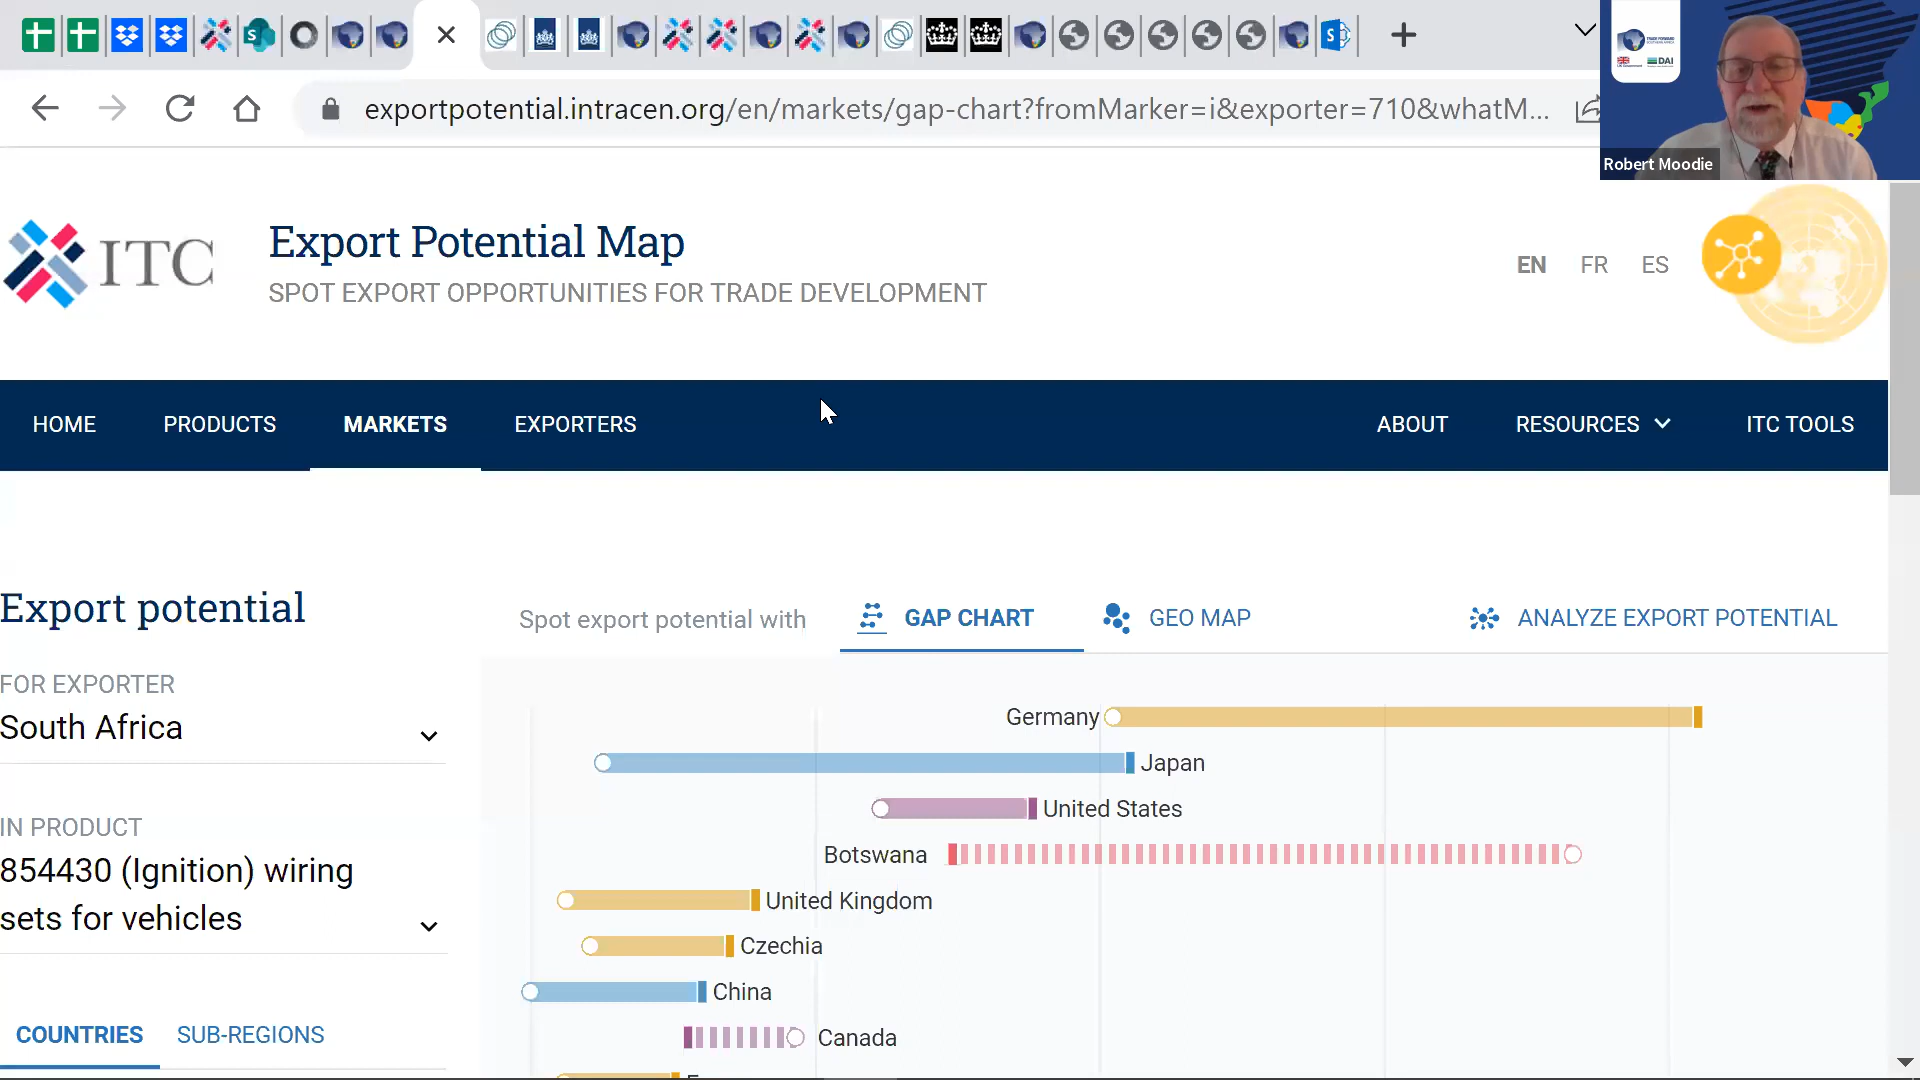 exportpotential.intracen.org/en/markets/gap-chart?fromMarker=i&exporter=710&whatM...
Robert Moodie
ITC
Export Potential Map
SPOT EXPORT OPPORTUNITIES FOR TRADE DEVELOPMENT
EN FR ES
HOME PRODUCTS MARKETS EXPORTERS ABOUT RESOURCES ITC TOOLS
Export potential
Spot export potential with GAP CHART GEO MAP ANALYZE EXPORT POTENTIAL
FOR EXPORTER
South Africa
IN PRODUCT
854430 (Ignition) wiring
sets for vehicles
COUNTRIES SUB-REGIONS
Germany
Japan
United States
Botswana
United Kingdom
Czechia
China
Canada